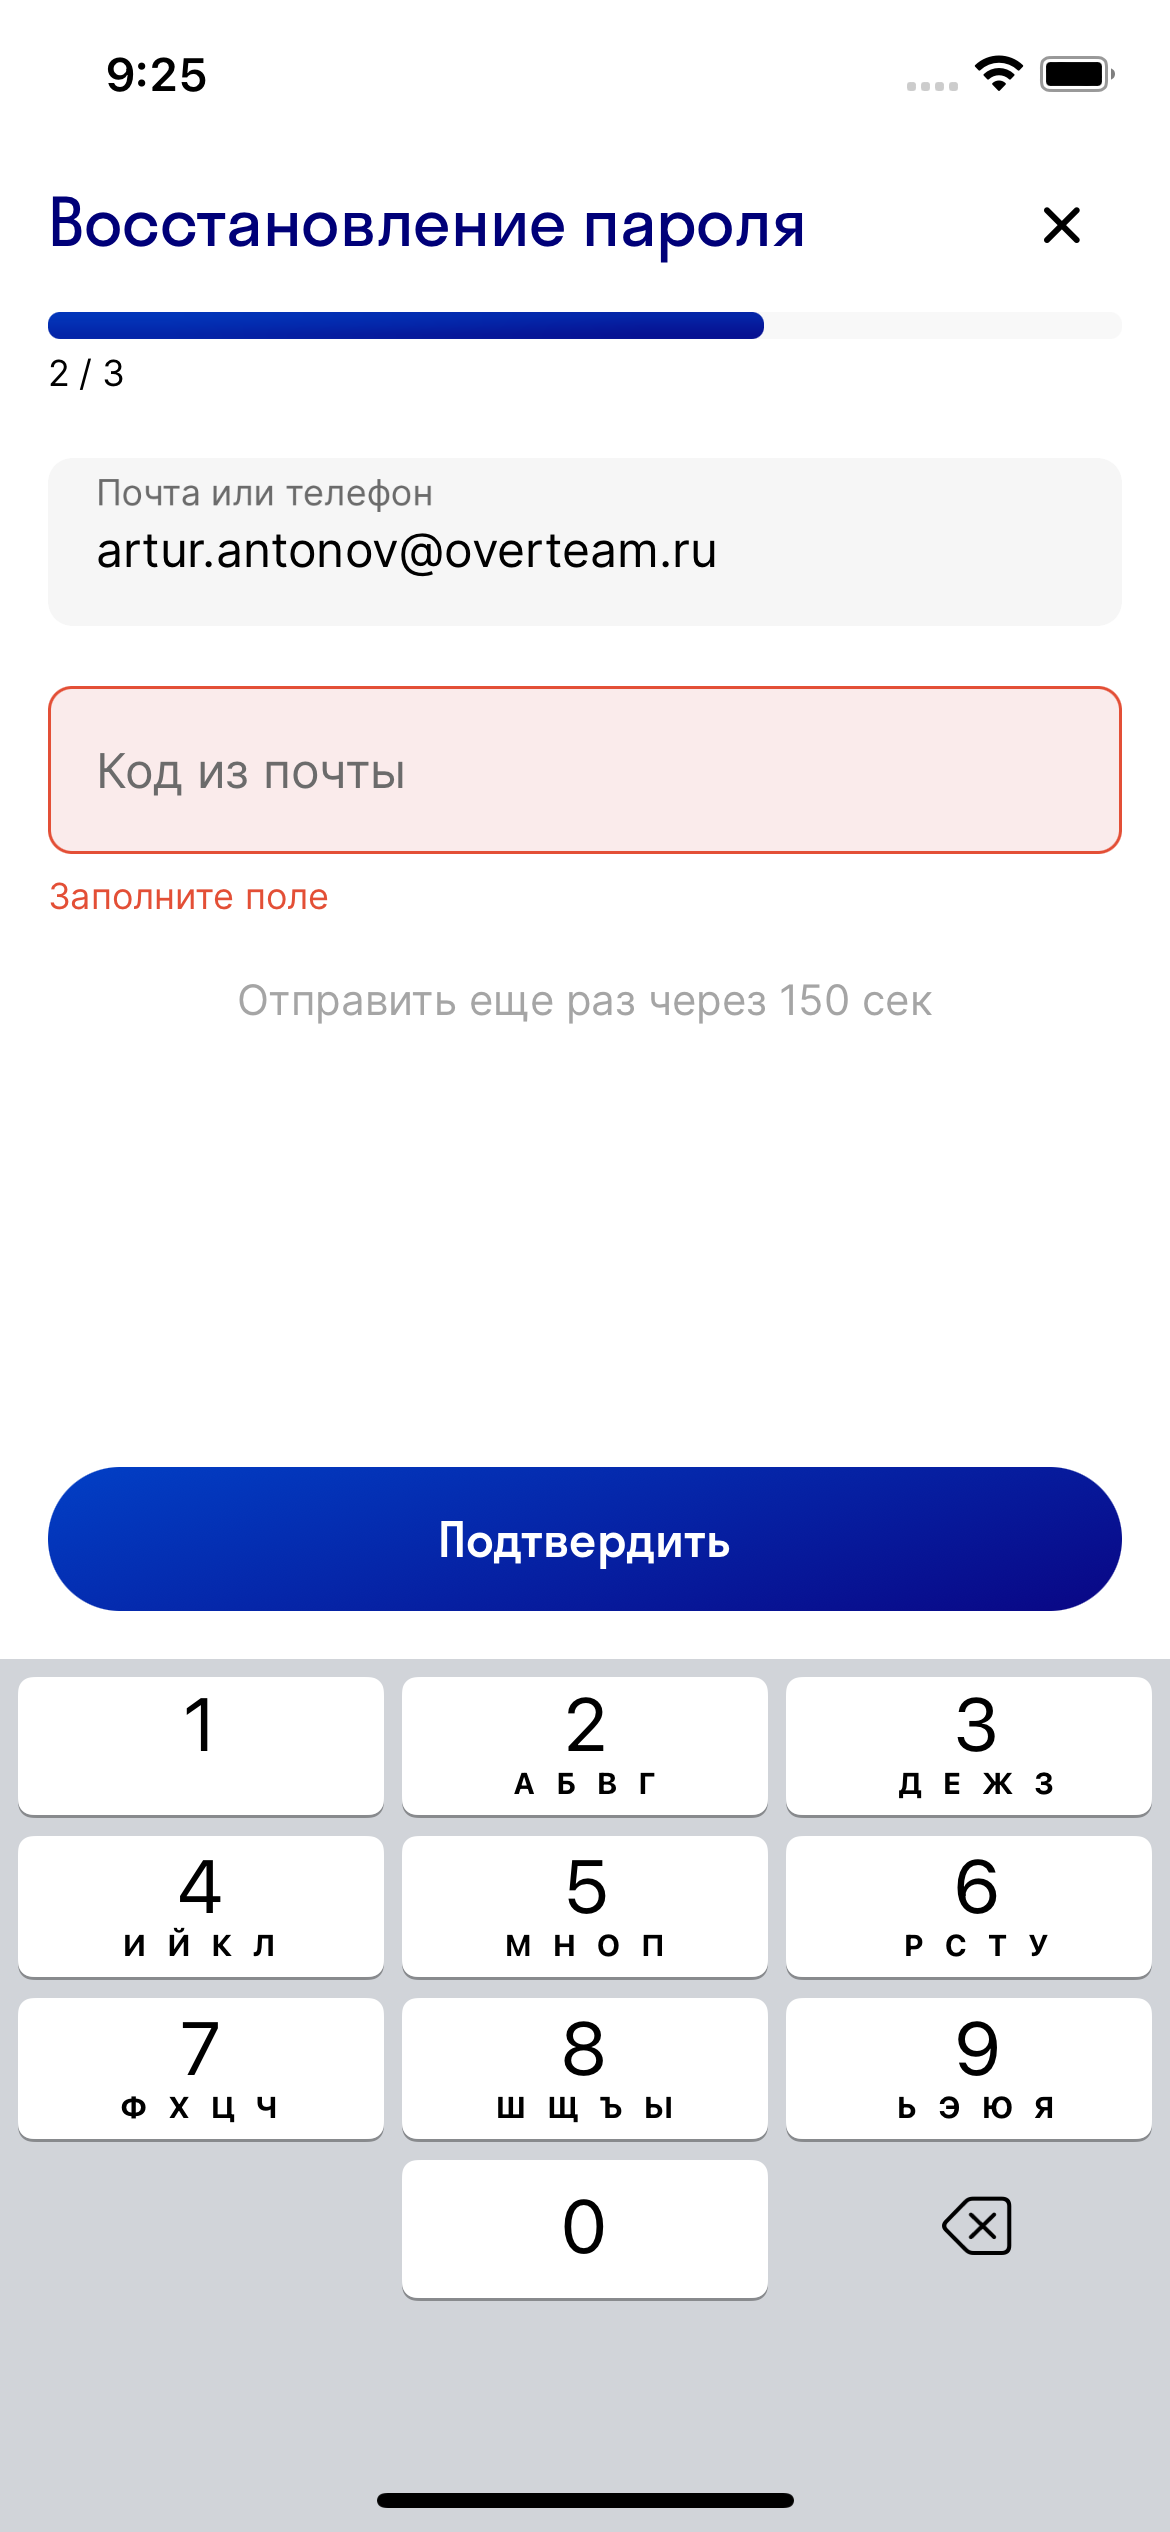 9:25
Восстановление пароля
2 / 3
Почта или телефон
artur.antonov@overteam.ru
Код из почты
Заполните поле
Отправить еще раз через 150 сек
Подтвердить
1 2 3
А Б В Г Д Е Ж З
4 5 6
И Й К Л М Н О П Р С Т У
7 8 9
Ф Х Ц Ч Ш Щ Ъ Ы Ь Э Ю Я
0